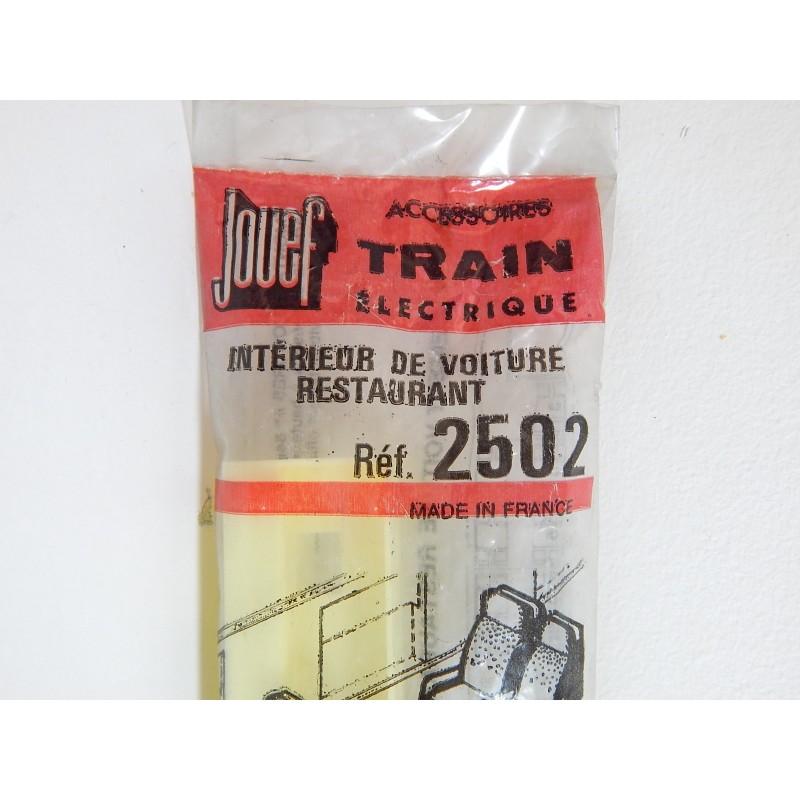 Jouef
ACCESSOIRES
TRAIN
ÉLECTRIQUE
INTÉRIEUR DE VOITURE
RESTAURANT
Réf. 2502
MADE IN FRANCE